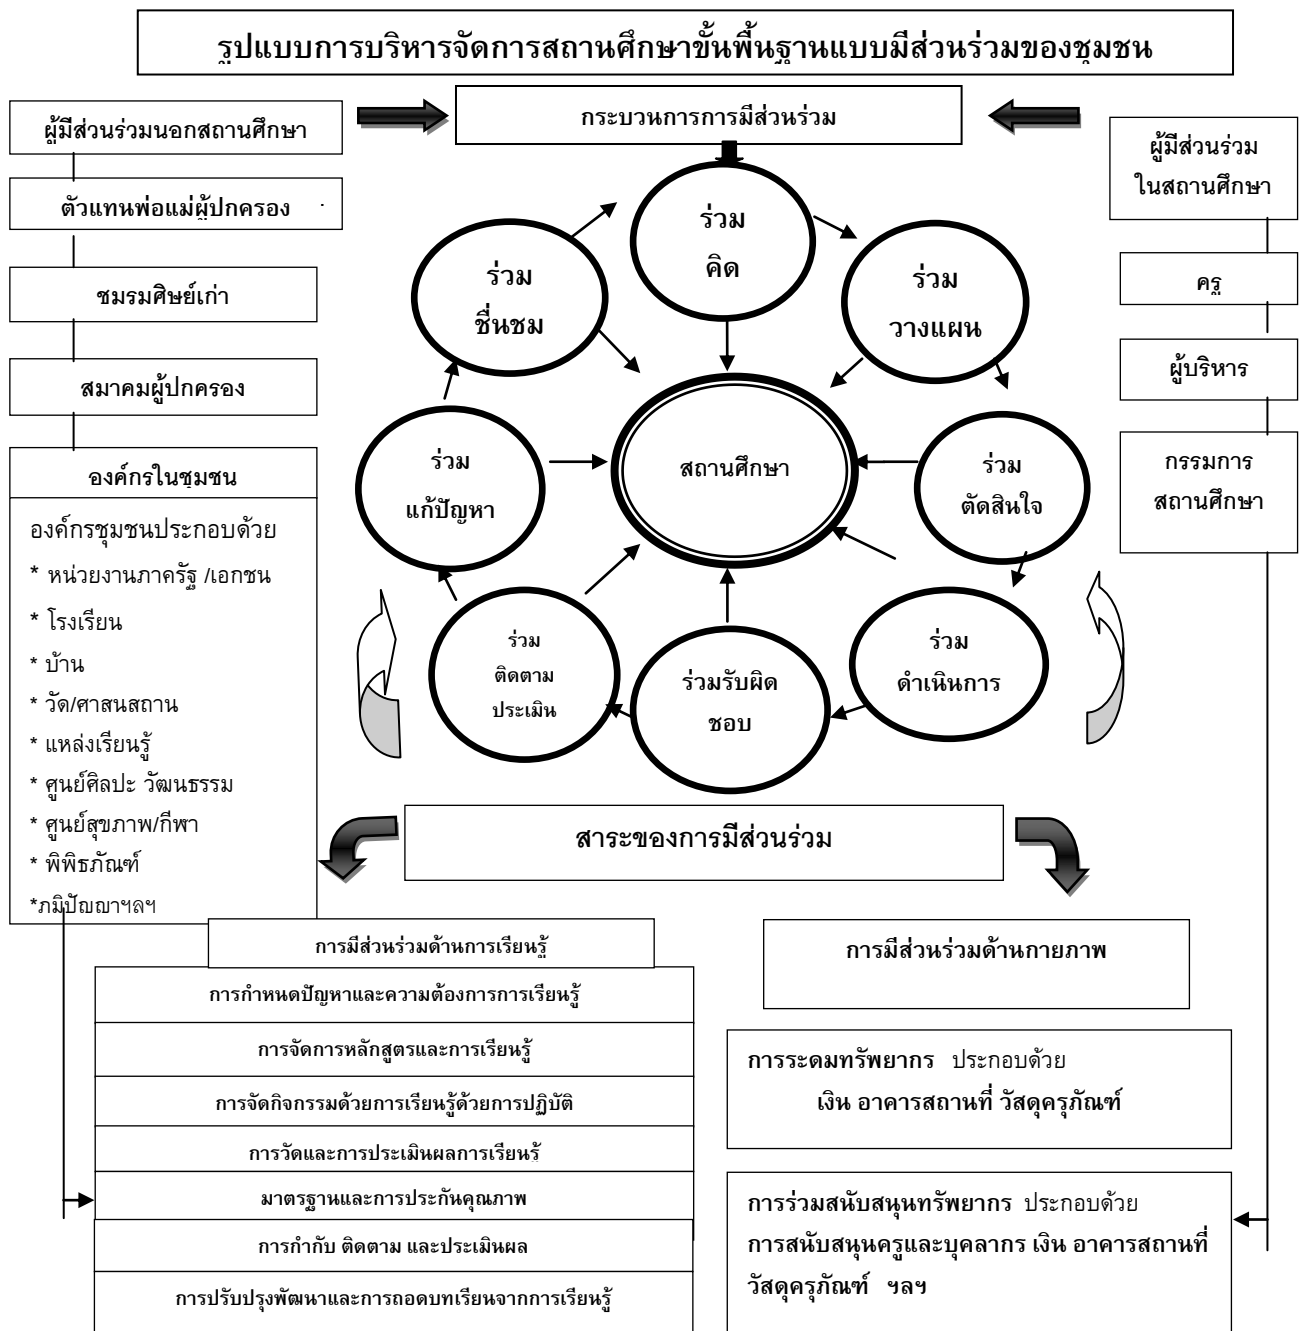 รูปแบบการบริหารจัดการสถานศึกษาขั้นพื้นฐานแบบมีส่วนร่วมของชุมชน
กระบวนการการมีส่วนร่วม
ผู้มีส่วนร่วมนอกสถานศึกษา
ตัวแทนพ่อแม่ผู้ปกครอง
ชมรมศิษย์เก่า
สมาคมผู้ปกครอง
องค์กรในชุมชน
องค์กรชุมชนประกอบด้วย
* หน่วยงานภาครัฐ /เอกชน
* โรงเรียน
* บ้าน
* วัด/ศาสนสถาน
* แหล่งเรียนรู้
* ศูนย์ศิลปะ วัฒนธรรม
* ศูนย์สุขภาพ/กีฬา
* พิพิธภัณฑ์
*ภูมิปัญญาฯลฯ
ร่วม
คิด
ร่วม
วางแผน
ร่วม
ตัดสินใจ
ร่วม
ดำเนินการ
ร่วมรับผิด
ชอบ
ร่วม
ติดตาม
ประเมิน
ร่วม
แก้ปัญหา
ร่วม
ชื่นชม
สถานศึกษา
ผู้มีส่วนร่วม
ในสถานศึกษา
ครู
ผู้บริหาร
กรรมการ
สถานศึกษา
สาระของการมีส่วนร่วม
การมีส่วนร่วมด้านการเรียนรู้
การกำหนดปัญหาและความต้องการการเรียนรู้
การจัดการหลักสูตรและการเรียนรู้
การจัดกิจกรรมด้วยการเรียนรู้ด้วยการปฏิบัติ
การวัดและการประเมินผลการเรียนรู้
มาตรฐานและการประกันคุณภาพ
การกำกับ ติดตาม และประเมินผล
การปรับปรุงพัฒนาและการถอดบทเรียนจากการเรียนรู้
การมีส่วนร่วมด้านกายภาพ
การระดมทรัพยากร ประกอบด้วย
เงิน อาคารสถานที่ วัสดุครุภัณฑ์
การร่วมสนับสนุนทรัพยากร ประกอบด้วย
การสนับสนุนครูและบุคลากร เงิน อาคารสถานที่
วัสดุครุภัณฑ์ ฯลฯ